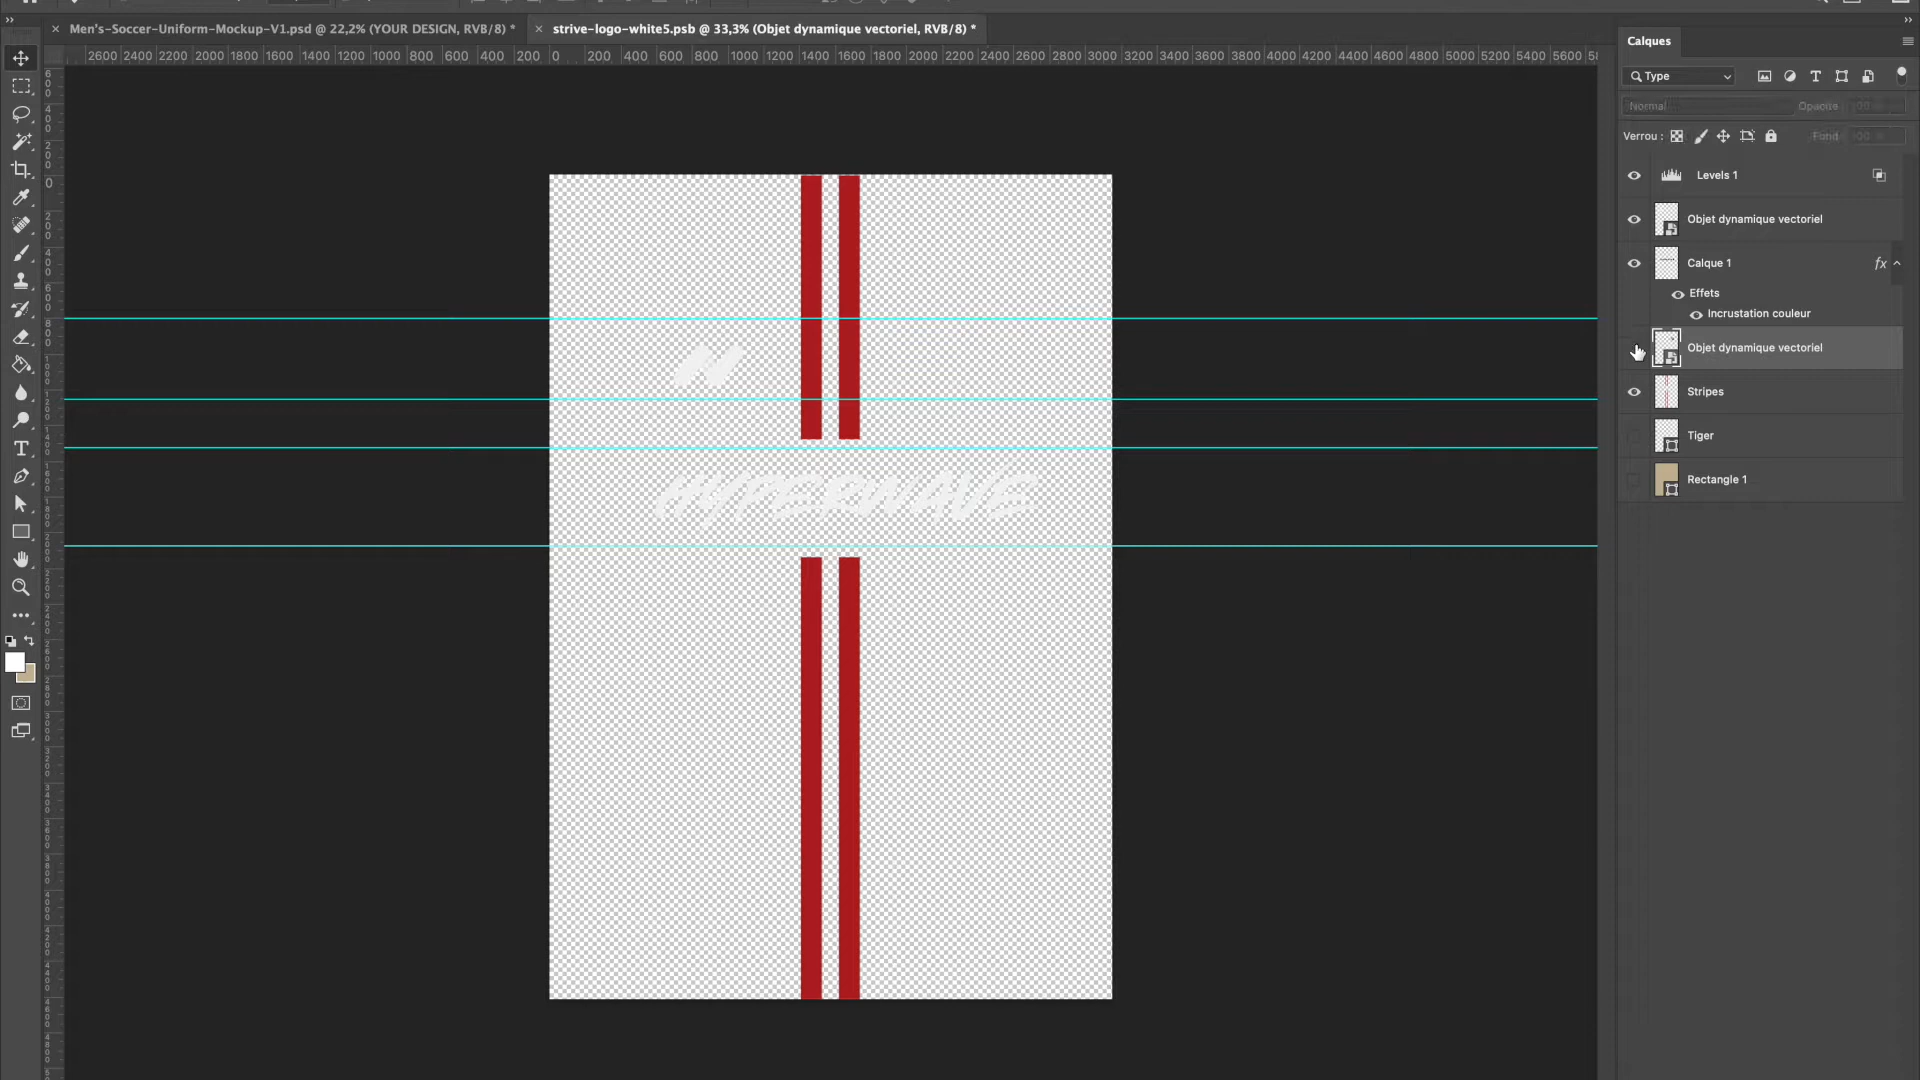 Men's-Soccer-Uniform-Mockup-V1.psd @ 22,2% (YOUR DESIGN, RVB/8) *
strive-logo-white5.psb @ 33,3% (Objet dynamique vectoriel, RVB/8) *
2600 2400 2200 2000 1800 1600 1400 1200 1000 800 600 400 200 0 200 400 600 800 1000 1200 1400 1600 1800 2000 2200 2400 2600 2800 3000 3200 3400 3600 3800 4000 4200 4400 4600 4800 5000 5200 5400 5600
Calques
Type
Normal
Opacité : 100 %
Verrou :
Fond : 100 %
Levels 1
Objet dynamique vectoriel
Calque 1
fx
Effets
Incrustation couleur
Objet dynamique vectoriel
Stripes
Tiger
Rectangle 1
HYPERWAVE